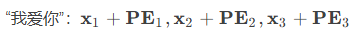 “我爱你”: x₁ + PE₁, x₂ + PE₂, x₃ + PE₃